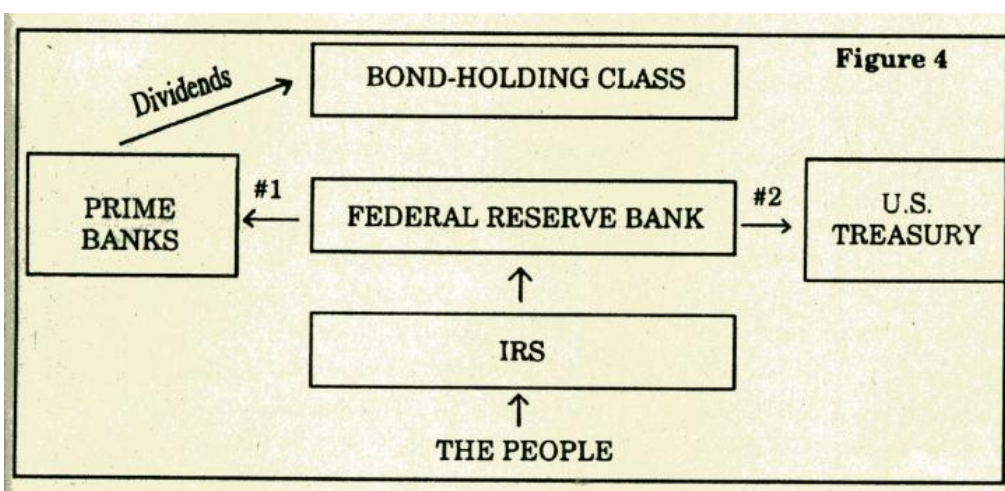 Figure 4
BOND-HOLDING CLASS
Dividends
PRIME
BANKS
#1
FEDERAL RESERVE BANK
#2
U.S.
TREASURY
IRS
THE PEOPLE